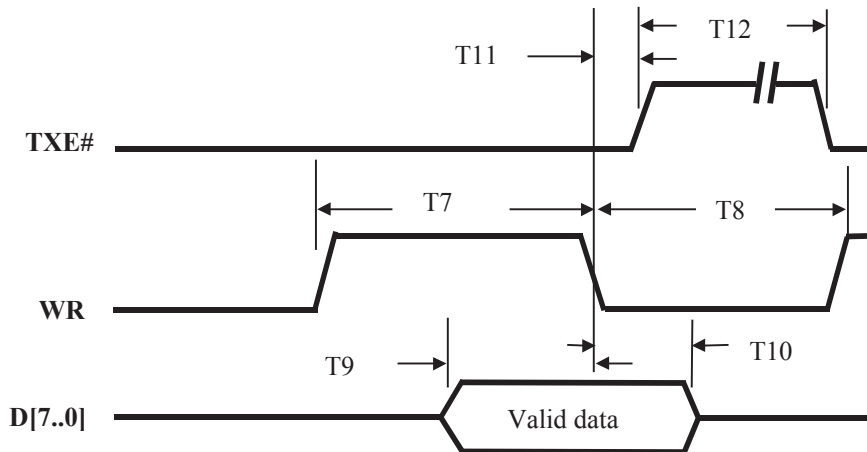 T12
T11
TXE#
T7
T8
WR
T9
T10
D[7..0]
Valid data